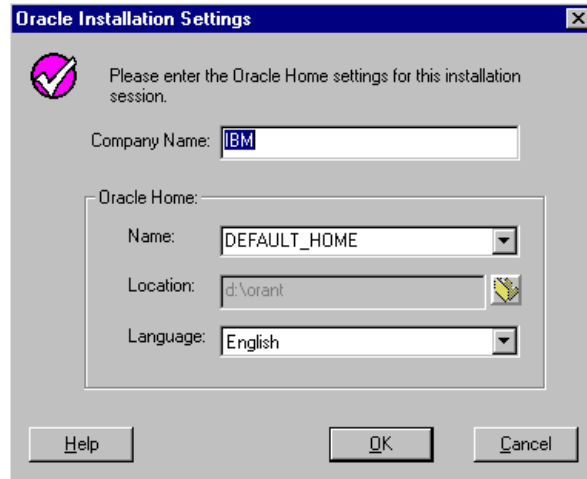 Oracle Installation Settings
Please enter the Oracle Home settings for this installation
session.
Company Name: IBM
Oracle Home:
Name: DEFAULT_HOME
Location: d:\orant
Language: English
Help OK Cancel